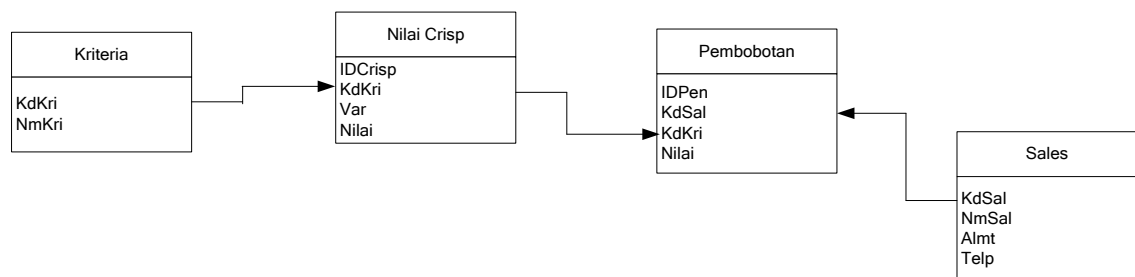 Kriteria
KdKri
NmKri
Nilai Crisp
IDCrisp
KdKri
Var
Nilai
Pembobotan
IDPen
KdSal
KdKri
Nilai
Sales
KdSal
NmSal
Almt
Telp